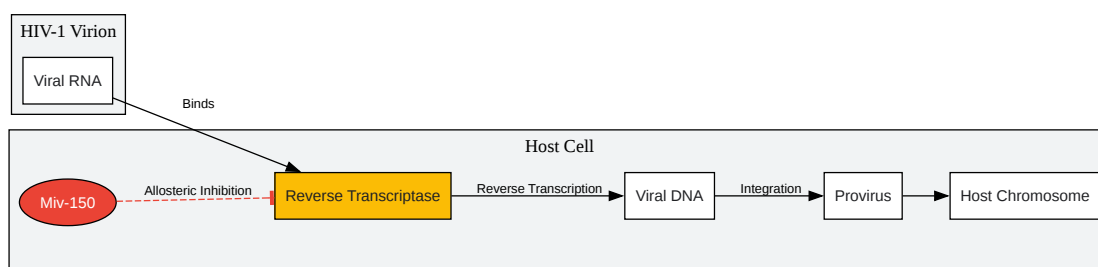 HIV-1 Virion
Viral RNA
Binds
Host Cell
Miv-150
Allosteric Inhibition
Reverse Transcriptase
Reverse Transcription
Viral DNA
Integration
Provirus
Host Chromosome